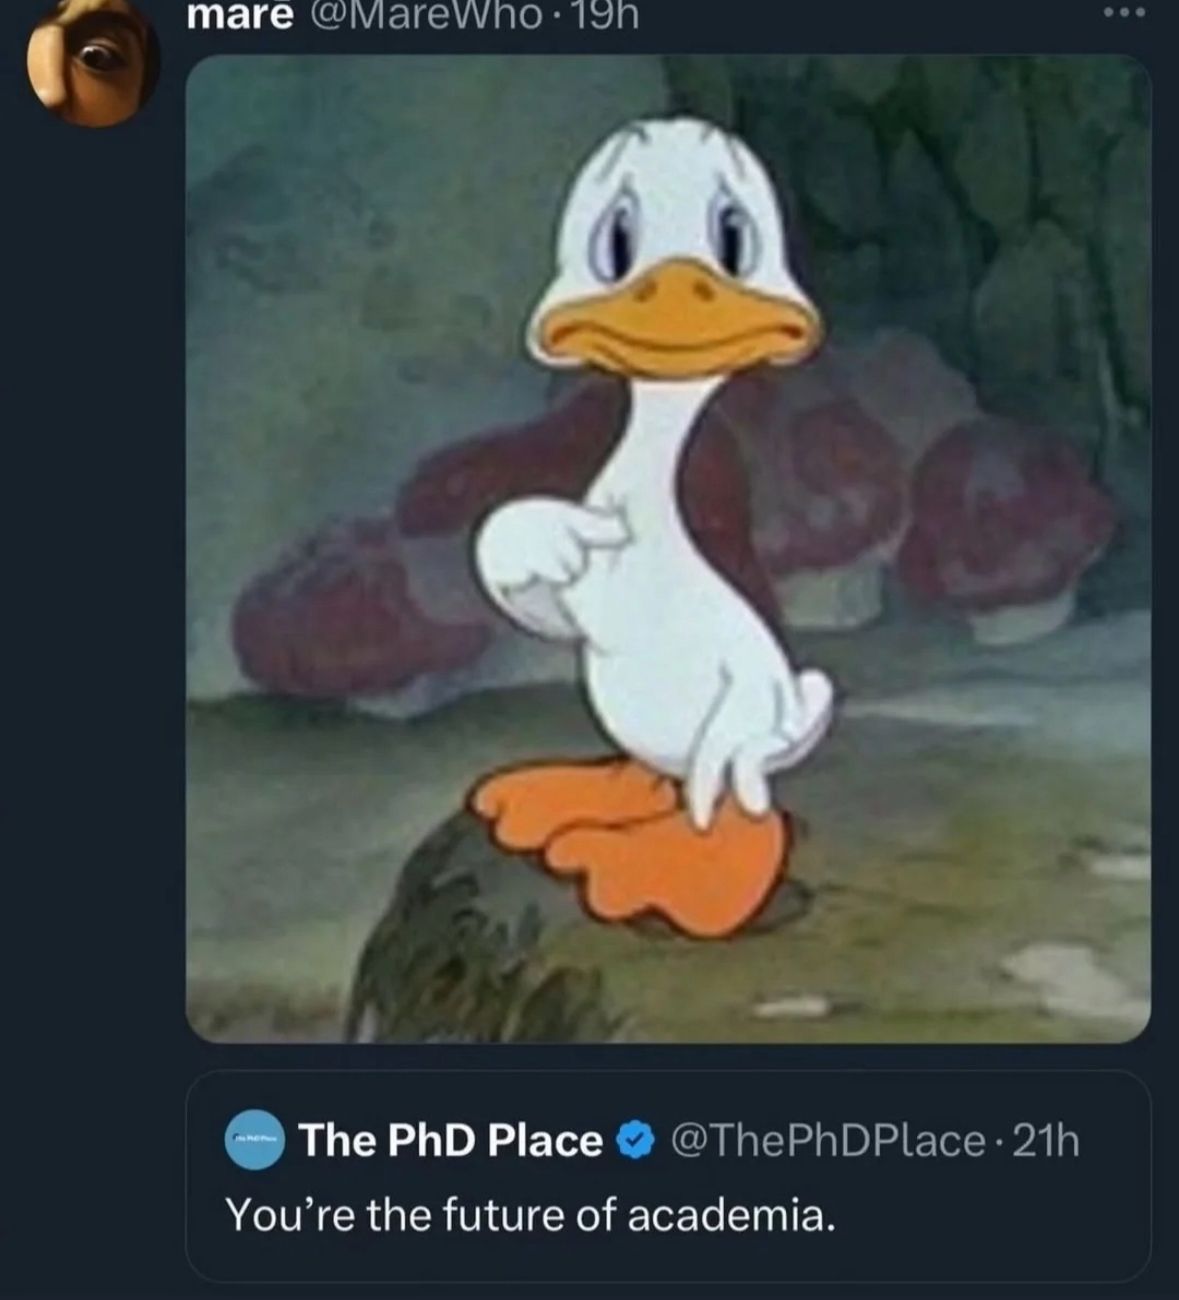 mare @MareWho · 19h
The PhD Place @ThePhDPlace · 21h
You’re the future of academia.